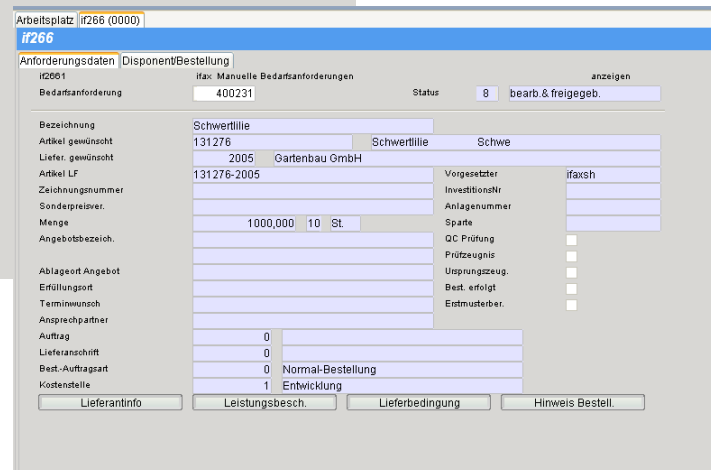 Arbeitsplatz if266 (0000)
if266
Anforderungsdaten Disponent/Bestellung
if2661 ifax Manuelle Bedarfsanforderungen anzeigen
Bedarfsanforderung 400231 Status 8 bearb.& freigegeb.
Bezeichnung Schwertlilie
Artikel gewünscht 131276 Schwertlilie Schwe
Liefer. gewünscht 2005 Gartenbau GmbH
Artikel LF 131276-2005 Vorgesetzter ifaxsh
Zeichnungsnummer InvestitionsNr
Sonderpreisver. Anlagenummer
Menge 1000,000 10 St. Sparte
Angebotsbezeich. QC Prüfung
Prüfzeugnis
Ablageort Angebot Ursprungszeug.
Erfüllungsort Best. erfolgt
Terminwunsch Erstmusterber.
Ansprechpartner
Auftrag 0
Lieferanschrift 0
Best.-Auftragsart 0 Normal-Bestellung
Kostenstelle 1 Entwicklung
Lieferantinfo Leistungsbesch. Lieferbedingung Hinweis Bestell.